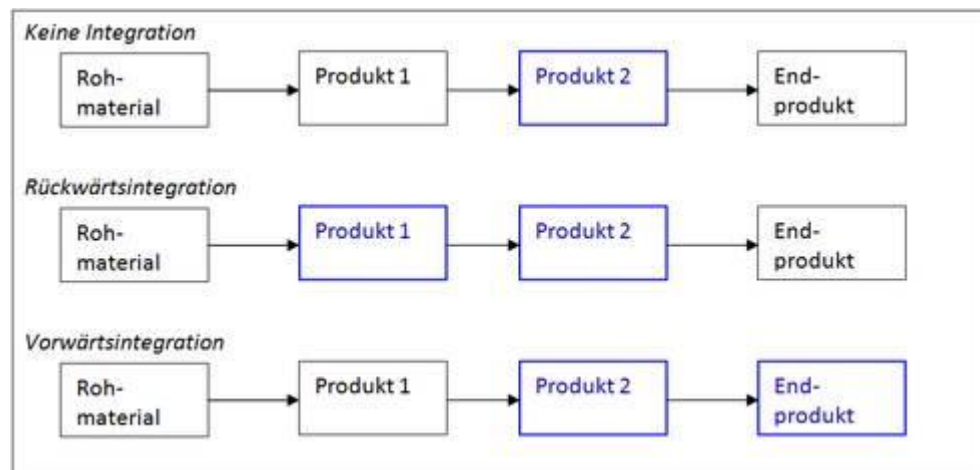 Keine Integration
Roh-
material
Produkt 1
Produkt 2
End-
produkt
Rückwärtsintegration
Roh-
material
Produkt 1
Produkt 2
End-
produkt
Vorwärtsintegration
Roh-
material
Produkt 1
Produkt 2
End-
produkt